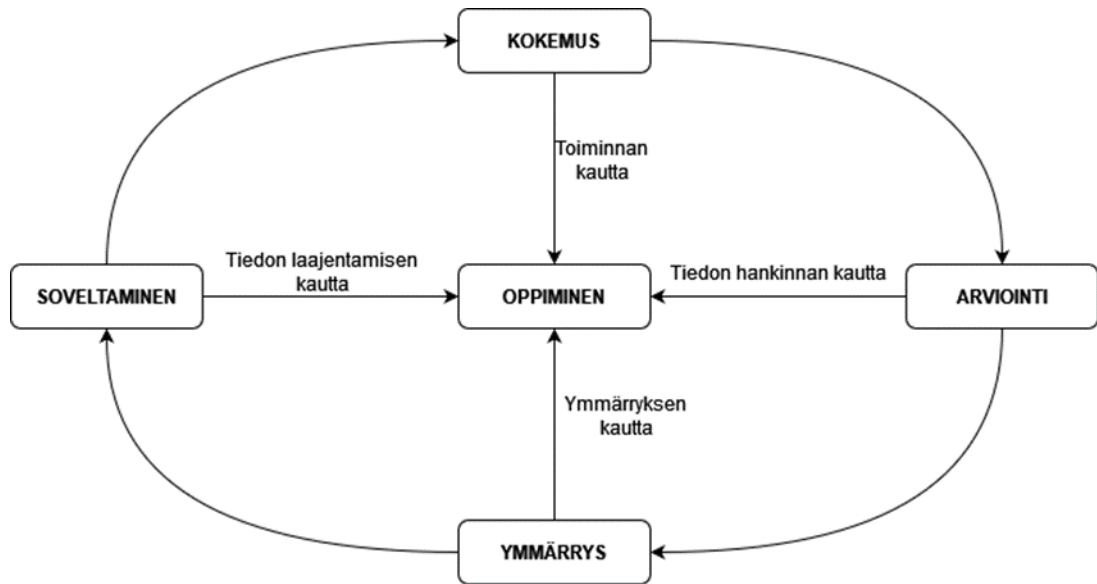 KOKEMUS
Toiminnan
kautta
Tiedon laajentamisen
kautta
Tiedon hankinnan kautta
SOVELTAMINEN
OPPIMINEN
ARVIOINTI
Ymmärryksen
kautta
YMMÄRRYS